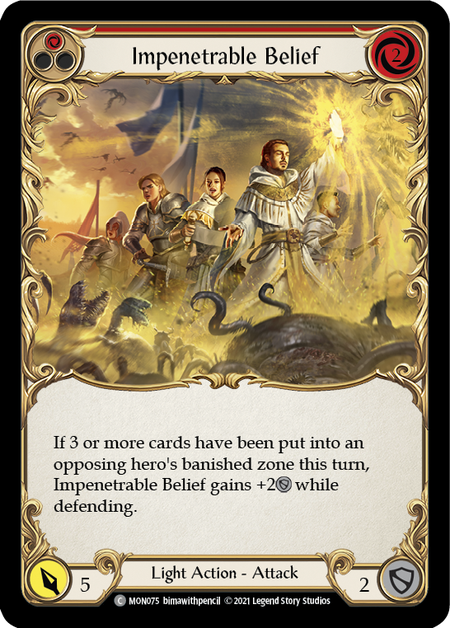 Impenetrable Belief
2
If 3 or more cards have been put into an
opposing hero's banished zone this turn,
Impenetrable Belief gains +2 while
defending.
5
Light Action - Attack
2
C MON075 bimawithpencil © 2021 Legend Story Studios